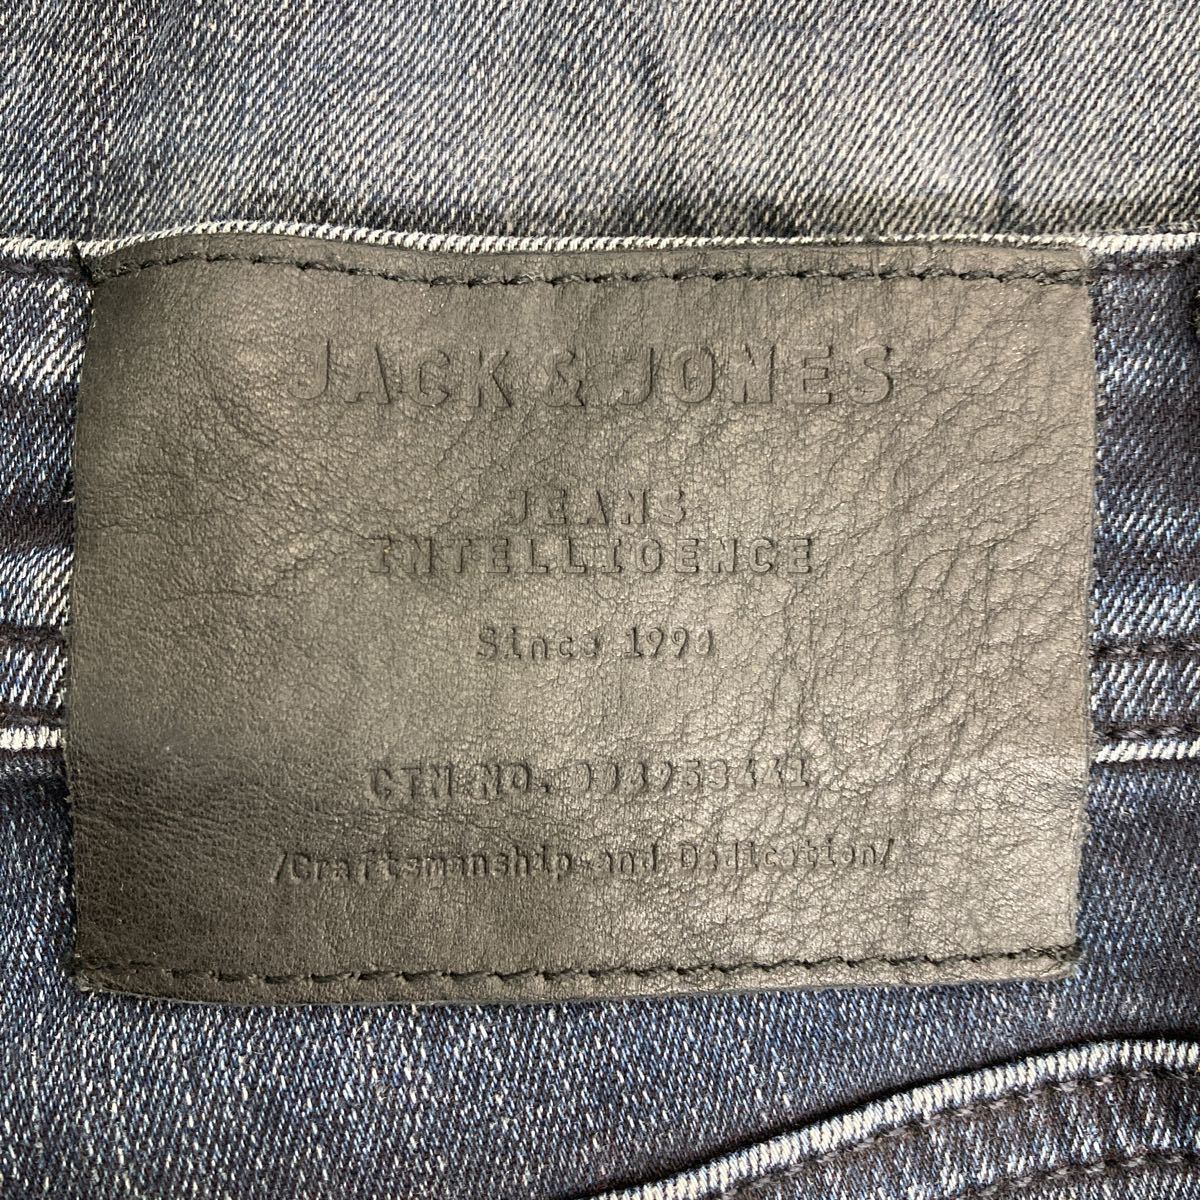 JACK & JONES
JEANS
INTELLIGENCE
Since 1990
CTN NO.
/Craftsmanship and Dedication/